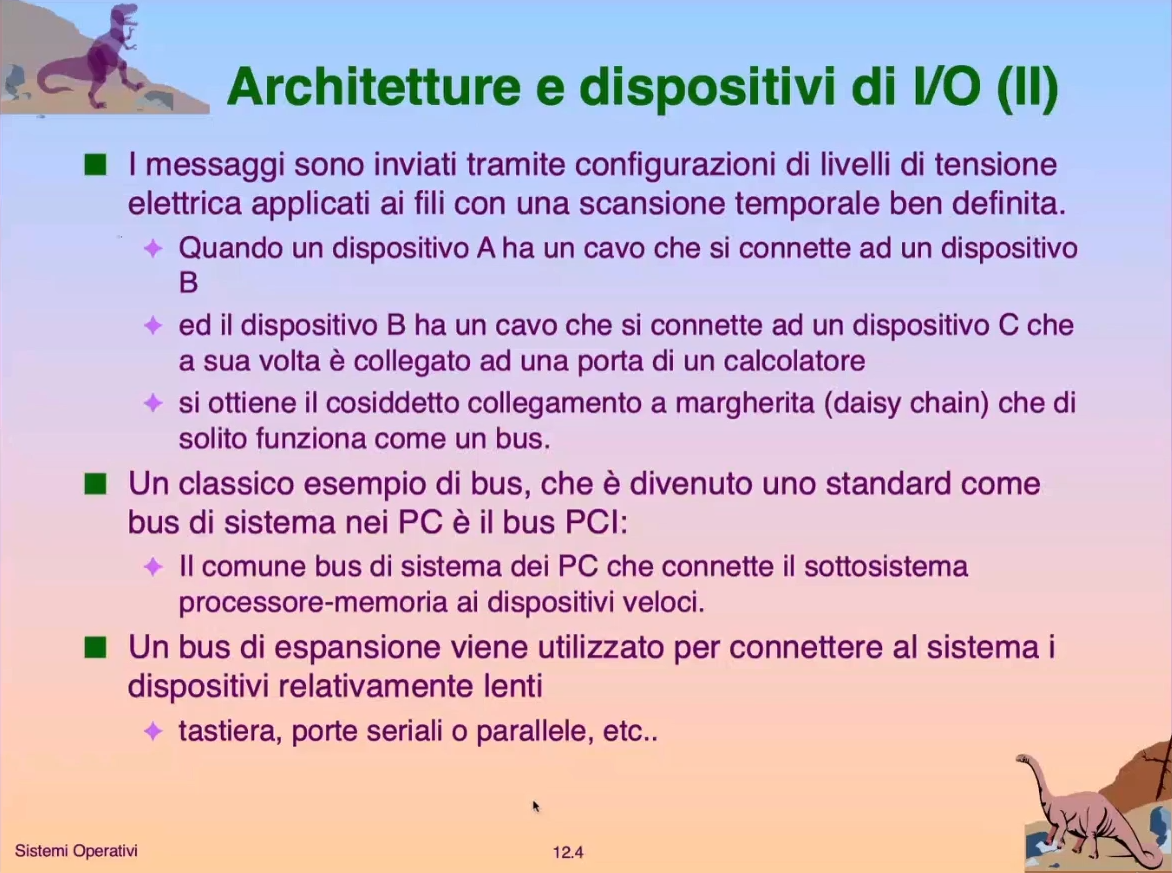 Architetture e dispositivi di I/O (II)
I messaggi sono inviati tramite configurazioni di livelli di tensione
elettrica applicati ai fili con una scansione temporale ben definita.
Quando un dispositivo A ha un cavo che si connette ad un dispositivo
B
ed il dispositivo B ha un cavo che si connette ad un dispositivo C che
a sua volta è collegato ad una porta di un calcolatore
si ottiene il cosiddetto collegamento a margherita (daisy chain) che di
solito funziona come un bus.
Un classico esempio di bus, che è divenuto uno standard come
bus di sistema nei PC è il bus PCI:
Il comune bus di sistema dei PC che connette il sottosistema
processore-memoria ai dispositivi veloci.
Un bus di espansione viene utilizzato per connettere al sistema i
dispositivi relativamente lenti
tastiera, porte seriali o parallele, etc..
Sistemi Operativi
12.4